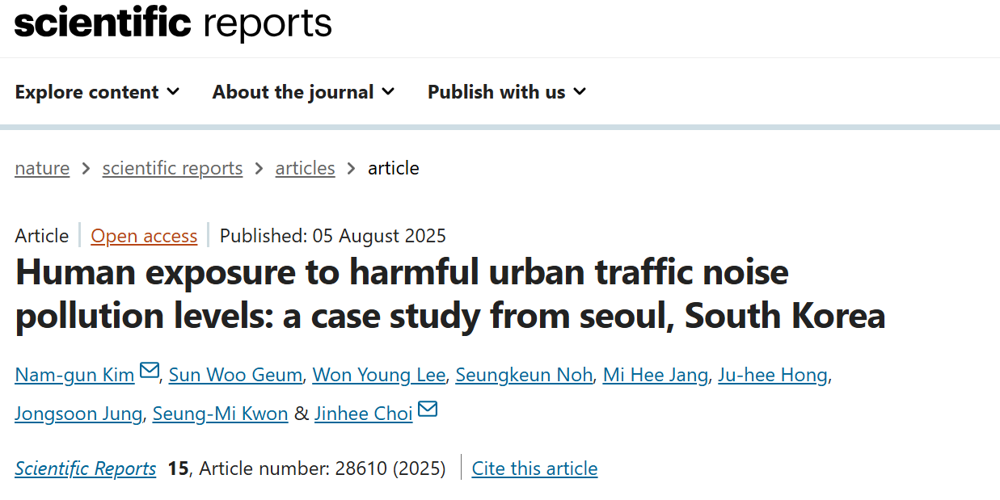 scientific reports
Explore content About the journal Publish with us
nature > scientific reports > articles > article
Article | Open access | Published: 05 August 2025
Human exposure to harmful urban traffic noise
pollution levels: a case study from seoul, South Korea
Nam-gun Kim, Sun Woo Geum, Won Young Lee, Seungkeun Noh, Mi Hee Jang, Ju-hee Hong,
Jongsoon Jung, Seung-Mi Kwon & Jinhee Choi
Scientific Reports 15, Article number: 28610 (2025) | Cite this article